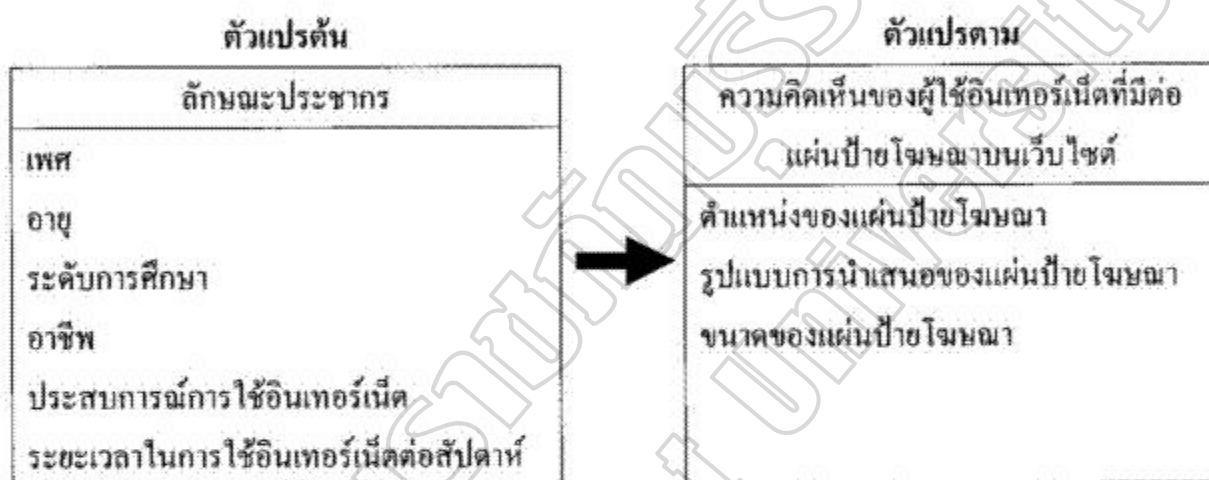 ตัวแปรต้น
ลักษณะประชากร
เพศ
อายุ
ระดับการศึกษา
อาชีพ
ประสบการณ์การใช้อินเทอร์เน็ต
ระยะเวลาในการใช้อินเทอร์เน็ตต่อสัปดาห์
ตัวแปรตาม
ความคิดเห็นของผู้ใช้อินเทอร์เน็ตที่มีต่อ
แผ่นป้ายโฆษณาบนเว็บไซต์
ตำแหน่งของแผ่นป้ายโฆษณา
รูปแบบการนำเสนอของแผ่นป้ายโฆษณา
ขนาดของแผ่นป้ายโฆษณา
University